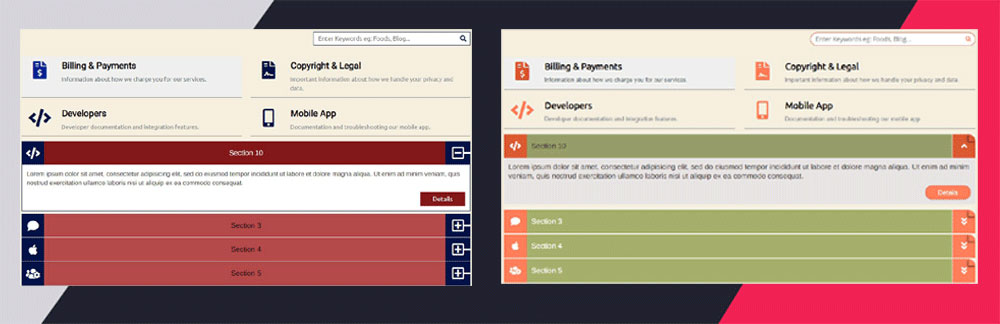 Enter Keywords eg: Foods, Blog...
Billing & Payments
Information about how we charge you for our services.
Copyright & Legal
Important Information about how we handle your privacy and
data.
Developers
Developer documentation and integration features.
Mobile App
Documentation and troubleshooting our mobile app.
Section 10
Lorem ipsum dolor sit amet, consectetur adipisicing elit, sed do eiusmod tempor incididunt ut labore et dolore magna aliqua. Ut enim ad minim veniam, quis
nostrud exercitation ullamco laboris nisi ut aliquip ex ea commodo consequat.
Details
Section 3
Section 4
Section 5
Enter Keywords eg: Foods, Blog...
Billing & Payments
Information about how we charge you for our services.
Copyright & Legal
Important Information about how we handle your privacy and data.
Developers
Developer documentation and integration features.
Mobile App
Documentation and troubleshooting our mobile app
Section 10
Lorem ipsum dolor sit amet, consectetur adipisicing elit, sed do eiusmod tempor incididunt ut labore et dolore magna aliqua. Ut enim ad minim
veniam, quis nostrud exercitation ullamco laboris nisi ut aliquip ex ea commodo consequat.
Details
Section 3
Section 4
Section 5